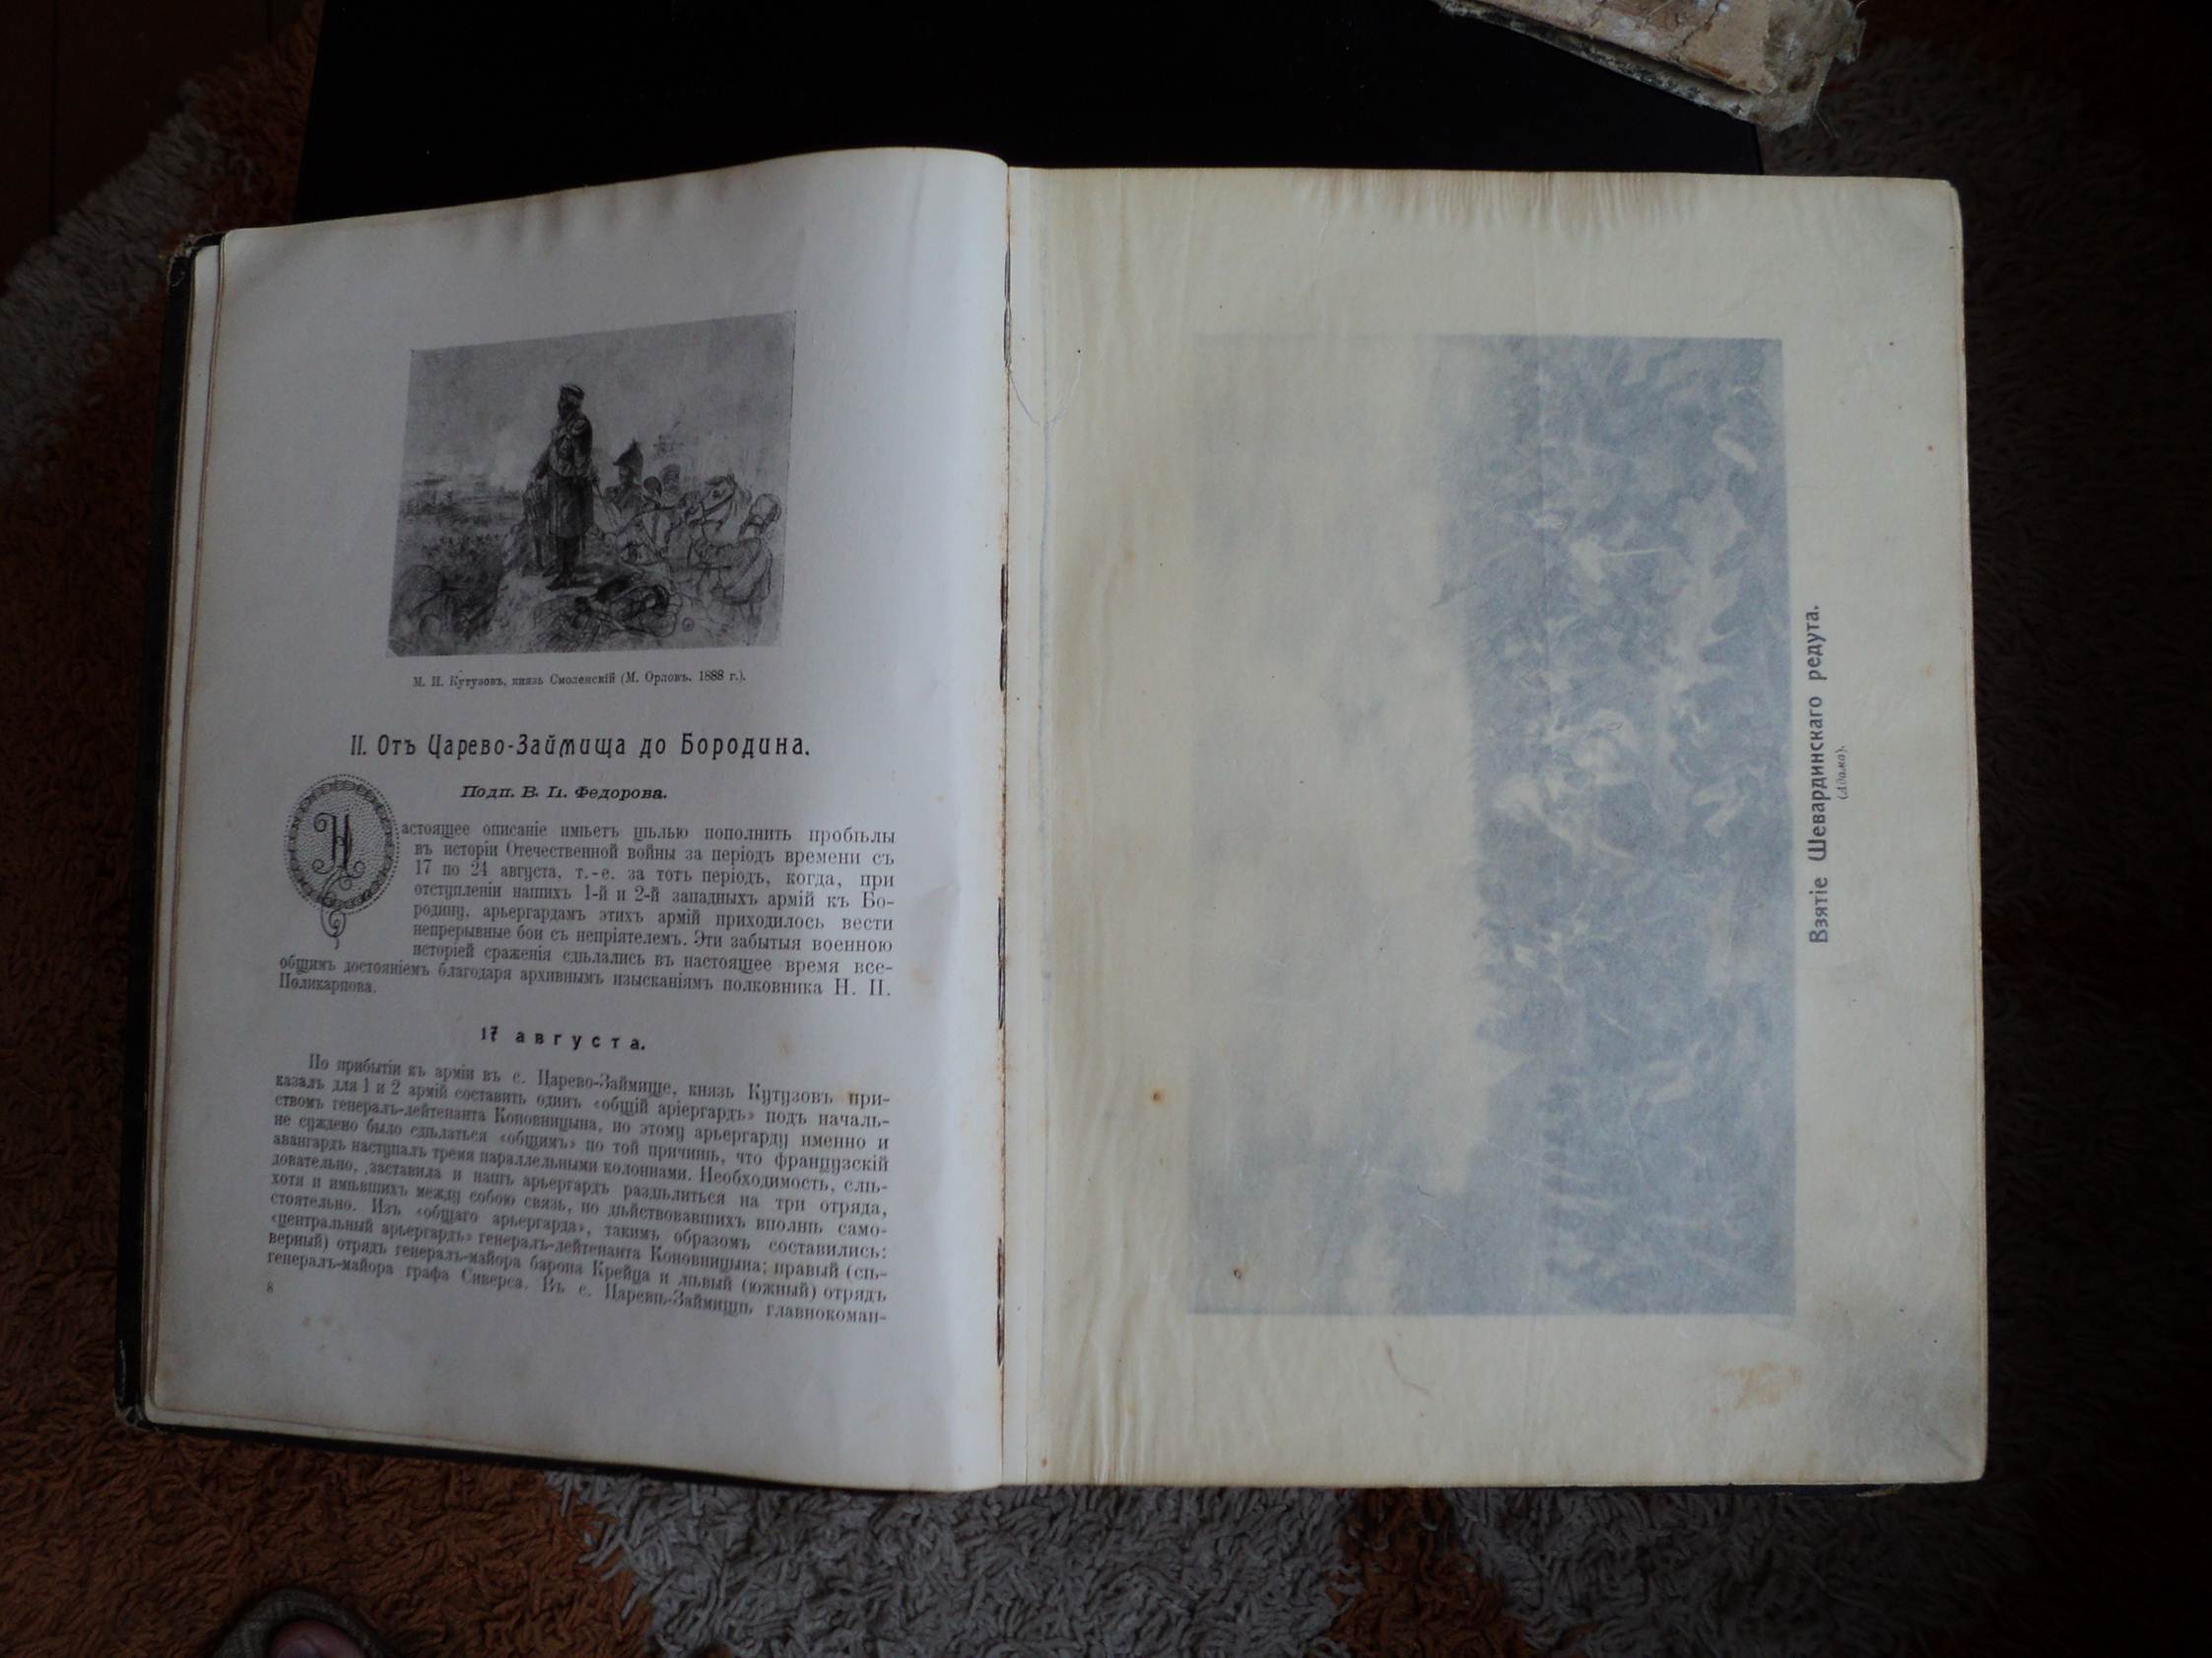 М. И. Кутузовъ, князь Смоленскій (М. Орловъ. 1888 г.).
II. Отъ Царево-Займища до Бородина.
Подп. В. П. Федорова.
Настоящее описаніе имѣетъ цѣлью пополнить пробѣлы
въ исторіи Отечественной войны за періодъ времени съ
17 по 24 августа, т.-е. за тотъ періодъ, когда, при
отступленіи нашихъ 1-й и 2-й западныхъ армій къ Бо-
родину, арьергардамъ этихъ армій приходилось вести
непрерывные бои съ непріятелемъ. Эти забытыя военною
исторіей сраженія сдѣлались въ настоящее время все-
общимъ достояніемъ благодаря архивнымъ изысканіямъ полковника Н. П.
Поликарпова.
17 августа.
По прибытіи къ арміи въ с. Царево-Займище, князь Кутузовъ при-
казалъ для 1 и 2 армій составить одинъ «общій аріергардъ» подъ началь-
ствомъ генералъ-лейтенанта Коновницына, но этому арьергарду именно и
не суждено было сдѣлаться «общимъ» по той причинѣ, что французскій
авангардъ наступалъ тремя параллельными колоннами. Необходимость, слѣ-
довательно, заставила и нашъ арьергардъ раздѣлиться на три отряда,
хотя и имѣвшихъ между собою связь, но дѣйствовавшихъ вполнѣ само-
стоятельно. Изъ «общаго арьергарда», такимъ образомъ составились:
«центральный арьергардъ» генералъ-лейтенанта Коновницына; правый (сѣ-
верный) отрядъ генералъ-майора барона Крейца и лѣвый (южный) отрядъ
генералъ-майора графа Сиверса. Въ с. Царевѣ-Займищѣ главнокоман-
8
Взятіе Шевардинскаго редута.
(Адамо).